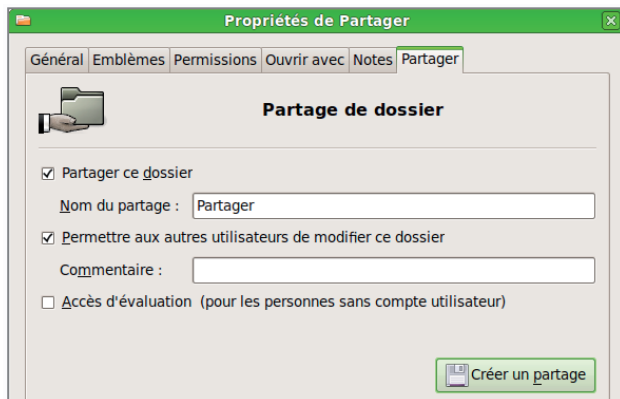 Propriétés de Partager
Général Emblèmes Permissions Ouvrir avec Notes Partager
Partage de dossier
Partager ce dossier
Nom du partage : Partager
Permettre aux autres utilisateurs de modifier ce dossier
Commentaire :
Accès d'évaluation (pour les personnes sans compte utilisateur)
Créer un partage